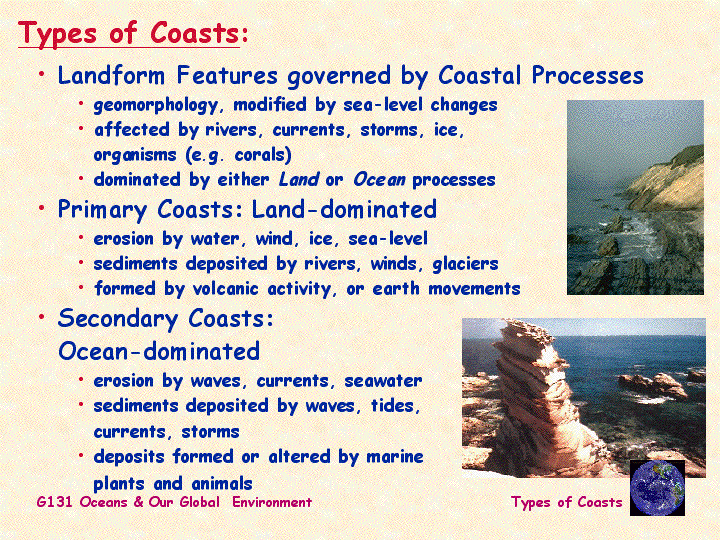 Types of Coasts:
• Landform Features governed by Coastal Processes
• geomorphology, modified by sea-level changes
• affected by rivers, currents, storms, ice,
organisms (e.g. corals)
• dominated by either Land or Ocean processes
• Primary Coasts: Land-dominated
• erosion by water, wind, ice, sea-level
• sediments deposited by rivers, winds, glaciers
• formed by volcanic activity, or earth movements
• Secondary Coasts:
Ocean-dominated
• erosion by waves, currents, seawater
• sediments deposited by waves, tides,
currents, storms
• deposits formed or altered by marine
plants and animals
G131 Oceans & Our Global Environment
Types of Coasts